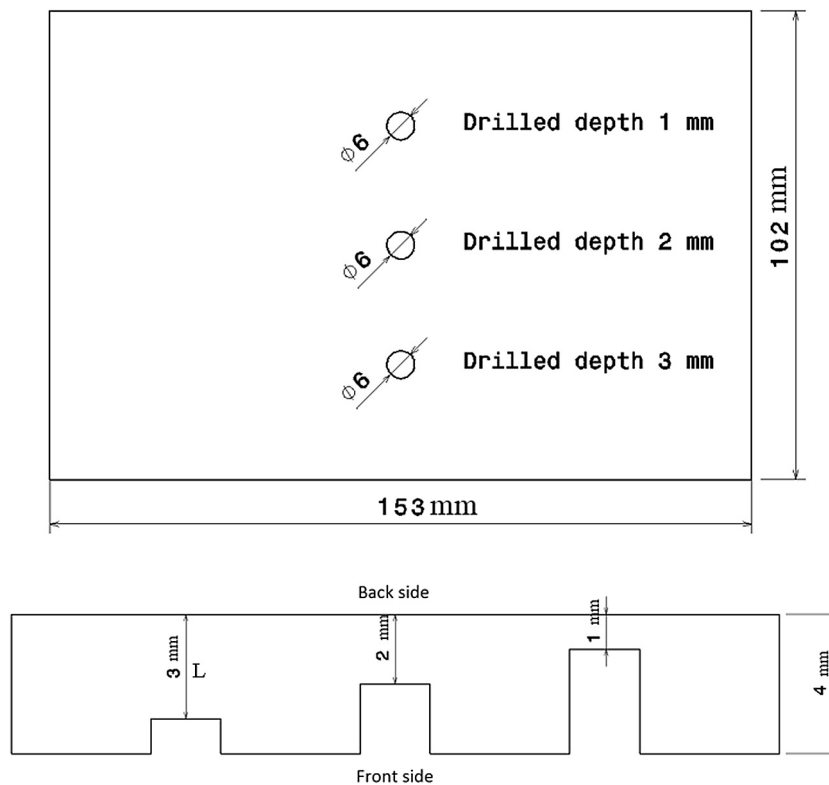 Ø6
Drilled depth 1 mm
Ø6
Drilled depth 2 mm
Ø6
Drilled depth 3 mm
102 mm
153 mm
Back side
3 mm
L
2 mm
1 mm
4 mm
Front side